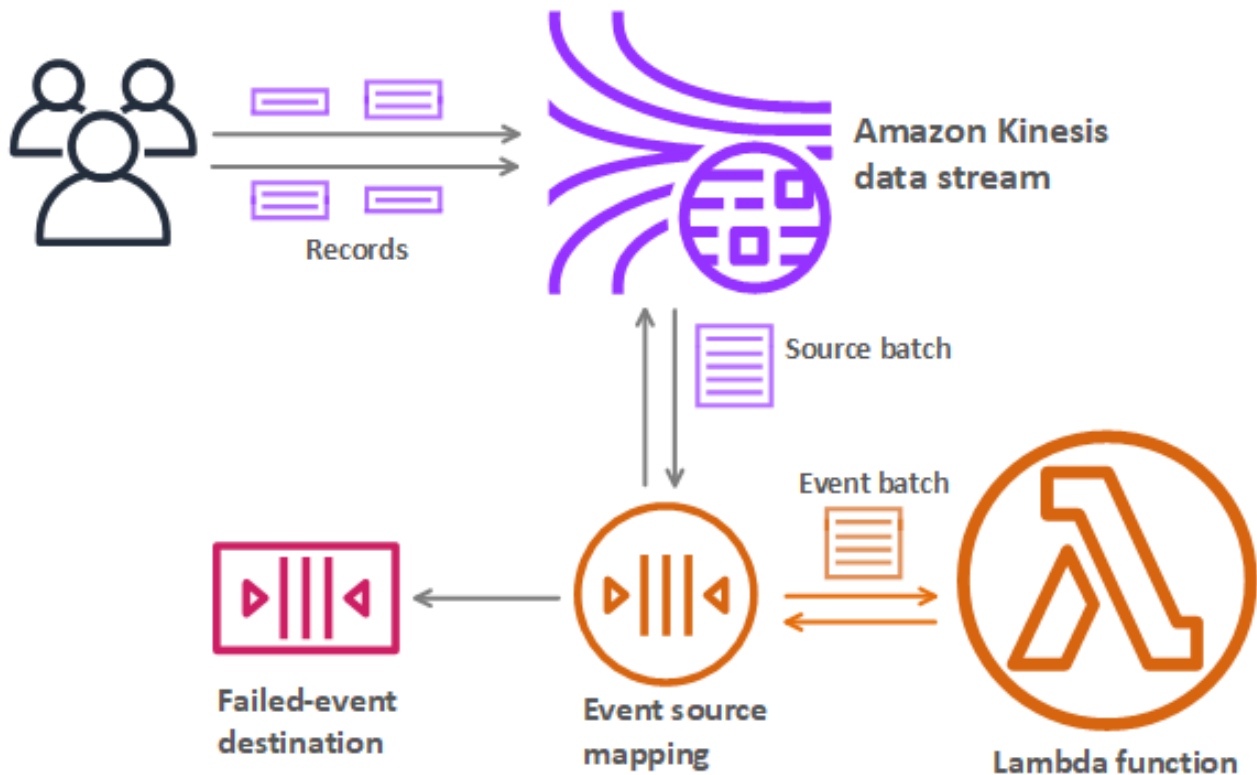 Amazon Kinesis
data stream
Records
Source batch
Event batch
Failed-event
destination
Event source
mapping
Lambda function